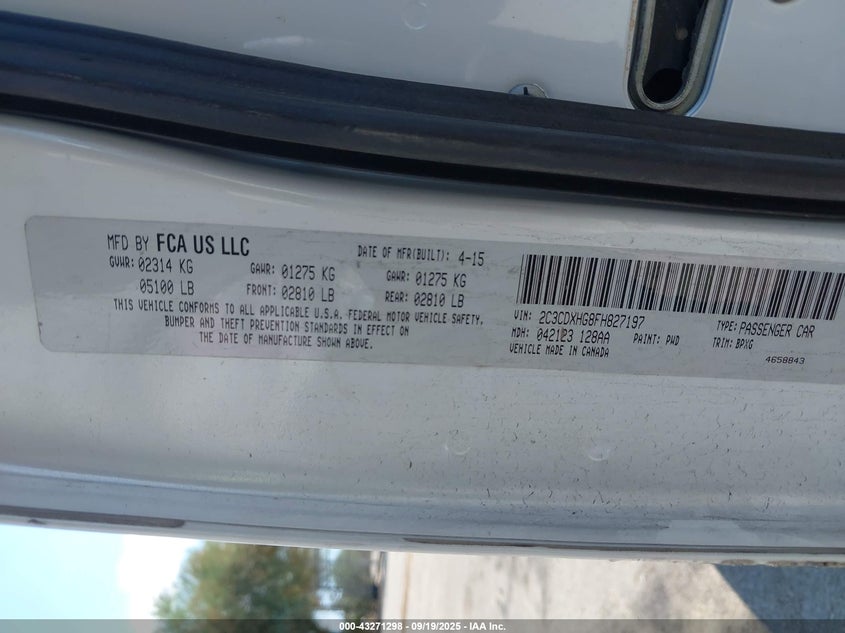 MFD BY FCA US LLC
DATE OF MFR(BUILT): 4-15
GVWR: 02314 KG
GAWR: 01275 KG
GAWR: 01275 KG
05100 LB
FRONT: 02810 LB
REAR: 02810 LB
THIS VEHICLE CONFORMS TO ALL APPLICABLE U.S.A. FEDERAL MOTOR VEHICLE SAFETY,
BUMPER AND THEFT PREVENTION STANDARDS IN EFFECT ON
THE DATE OF MANUFACTURE SHOWN ABOVE.
VIN: 2C3CDXHG8FH827197
TYPE: PASSENGER CAR
MDH: 042123 128AA
PAINT: PWD
TRIM: BPXG
VEHICLE MADE IN CANADA
4658843
000-43271298 - 09/19/2025 - IAA Inc.